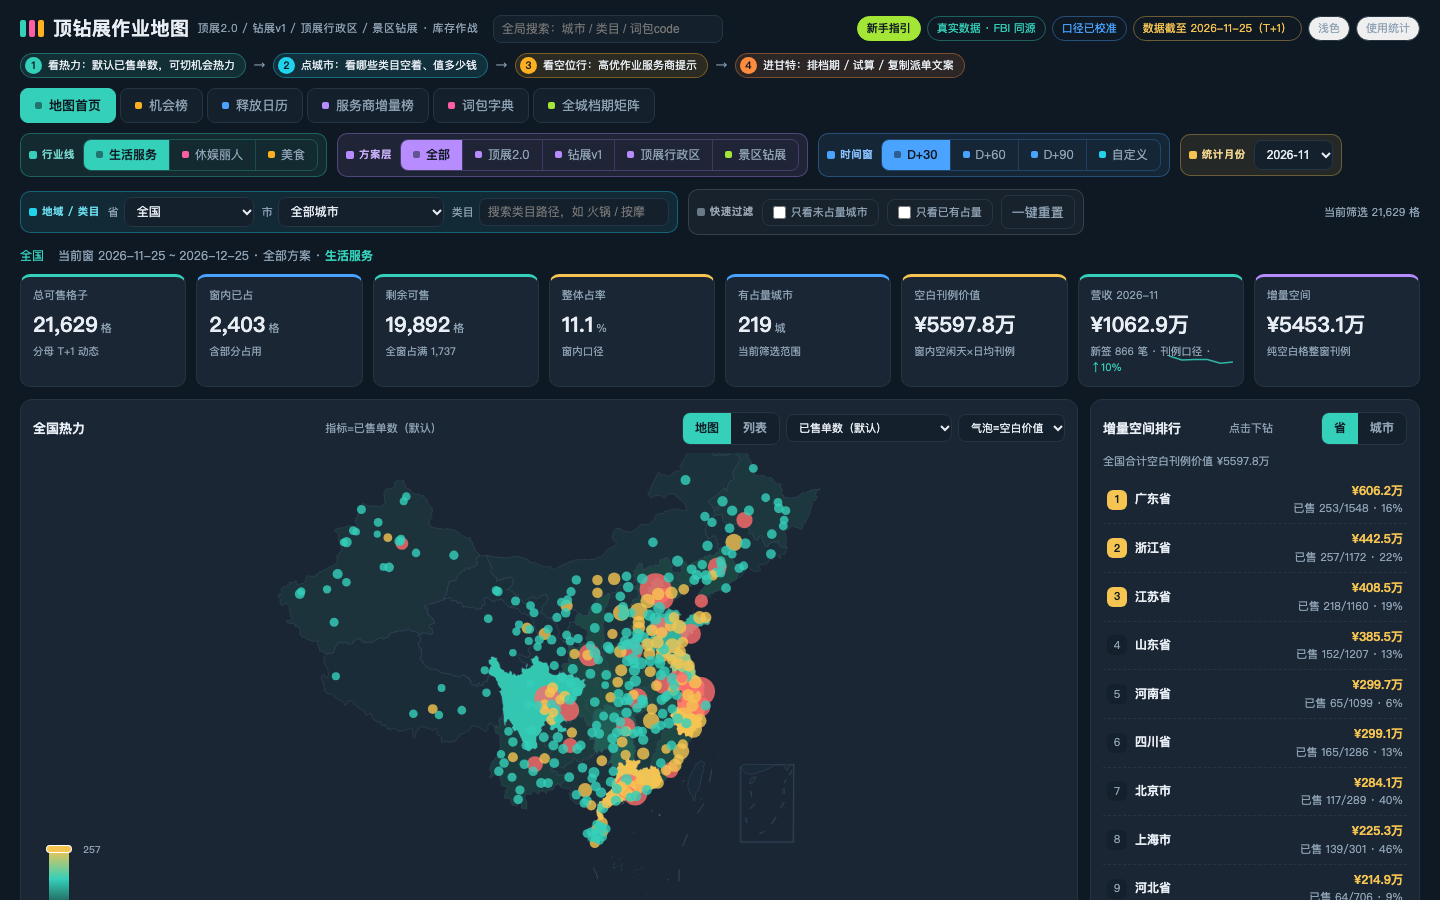 顶钻展作业地图 顶展2.0 / 钻展v1 / 顶展行政区 / 景区钻展 · 库存作战 全局搜索：城市 / 类目 / 词包code 新手指引 真实数据 · FBI 同源 口径已校准 数据截至 2026-11-25（T+1） 浅色 使用统计
1 看热力：默认已售单数，可切机会热力 → 2 点城市：看哪些类目空着、值多少钱 → 3 看空位行：高优作业服务商提示 → 4 进甘特：排档期 / 试算 / 复制派单文案
地图首页 机会榜 释放日历 服务商增量榜 词包字典 全城档期矩阵
行业线 生活服务 休娱丽人 美食 方案层 全部 顶展2.0 钻展v1 顶展行政区 景区钻展 时间窗 D+30 D+60 D+90 自定义 统计月份 2026-11
地域 / 类目 省 全国 市 全部城市 类目 搜索类目路径，如 火锅 / 按摩 快速过滤 只看未占量城市 只看已有占量 一键重置 当前筛选 21,629 格
全国 当前窗 2026-11-25 ~ 2026-12-25 · 全部方案 · 生活服务
总可售格子 窗内已占 剩余可售 整体占率 有占量城市 空白刊例价值 营收 2026-11 增量空间
21,629 格 2,403 格 19,892 格 11.1 % 219 城 ¥5597.8万 ¥1062.9万 ¥5453.1万
分母 T+1 动态 含部分占用 全窗占满 1,737 窗内口径 当前筛选范围 窗内空闲天×日均刊例 新签 866 笔 · 刊例口径 · 纯空白格整窗刊例
↑10%
全国热力 指标=已售单数（默认） 地图 列表 已售单数（默认） 气泡=空白价值
257
增量空间排行 点击下钻 省 城市
全国合计空白刊例价值 ¥5597.8万
1 广东省 ¥606.2万
已售 253/1548 · 16%
2 浙江省 ¥442.5万
已售 257/1172 · 22%
3 江苏省 ¥408.5万
已售 218/1160 · 19%
4 山东省 ¥385.5万
已售 152/1207 · 13%
5 河南省 ¥299.7万
已售 65/1099 · 6%
6 四川省 ¥299.1万
已售 165/1286 · 13%
7 北京市 ¥284.1万
已售 117/289 · 40%
8 上海市 ¥225.3万
已售 139/301 · 46%
9 河北省 ¥214.9万
已售 64/706 · 9%